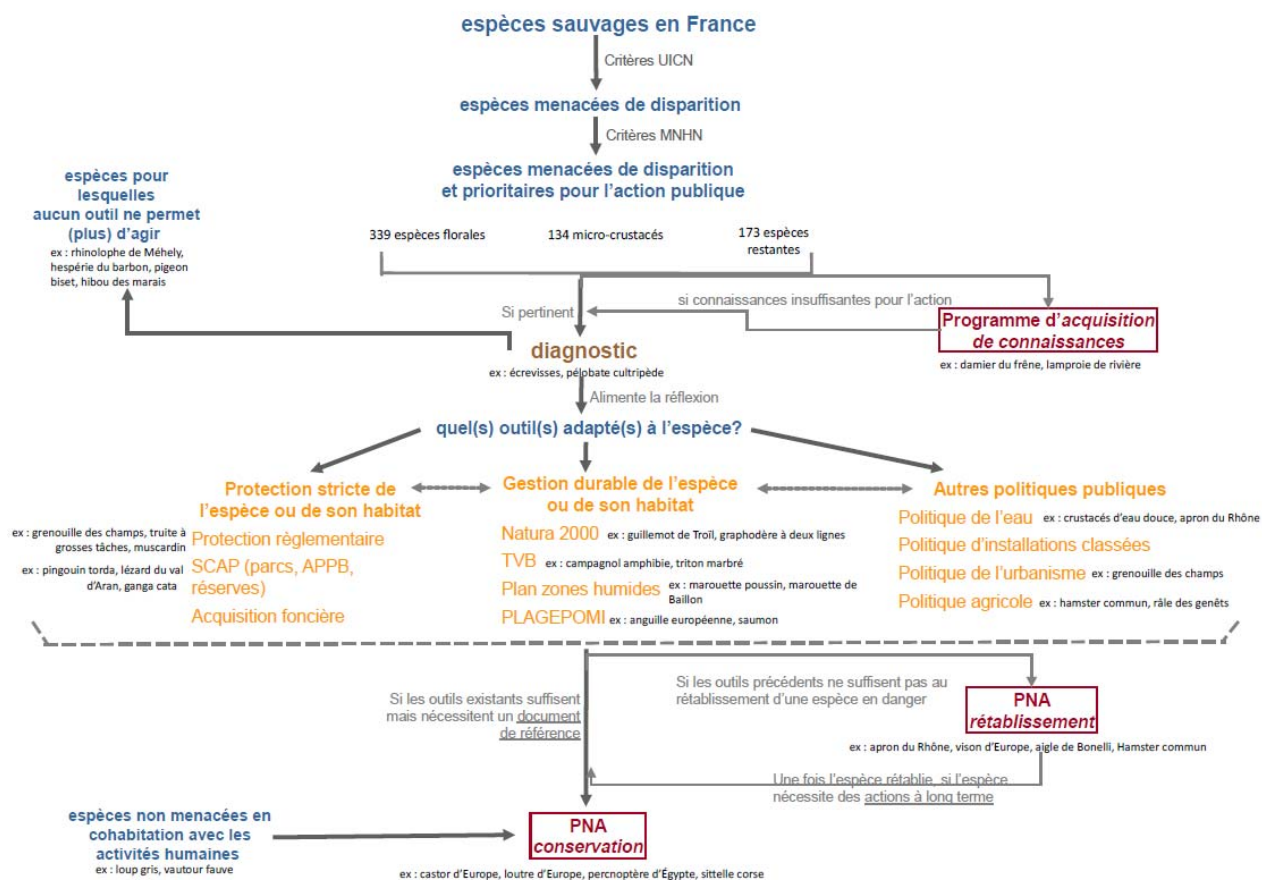 espèces sauvages en France
Critères UICN
espèces menacées de disparition
Critères MNHN
espèces menacées de disparition
et prioritaires pour l'action publique
espèces pour
lesquelles
aucun outil ne permet
(plus) d'agir
ex : rhinolophe de Méhely,
hespérie du barbon, pigeon
biset, hibou des marais
339 espèces florales
134 micro-crustacés
173 espèces
restantes
si connaissances insuffisantes pour l'action
Si pertinent
Programme d'acquisition
de connaissances
ex : damier du frêne, lamproie de rivière
diagnostic
ex : écrevisses, pélobate cultripède
Alimente la réflexion
quel(s) outil(s) adapté(s) à l'espèce?
Protection stricte de
l'espèce ou de son habitat
ex : grenouille des champs, truite à
grosses tâches, muscardin
Protection règlementaire
ex : pingouin torda, lézard du val
d'Aran, ganga cata
SCAP (parcs, APPB,
réserves)
Acquisition foncière
Gestion durable de l'espèce
ou de son habitat
Natura 2000 ex : guillemot de Troïl, graphodère à deux lignes
TVB ex : campagnol amphibie, triton marbré
Plan zones humides ex : marouette poussin, marouette de
Baillon
PLAGEPOMI ex : anguille européenne, saumon
Autres politiques publiques
Politique de l'eau ex : crustacés d'eau douce, apron du Rhône
Politique d'installations classées
Politique de l'urbanisme ex : grenouille des champs
Politique agricole ex : hamster commun, râle des genêts
Si les outils existants suffisent
mais nécessitent un document
de référence
Si les outils précédents ne suffisent pas au
rétablissement d'une espèce en danger
PNA
rétablissement
ex : apron du Rhône, vison d'Europe, aigle de Bonelli, Hamster commun
Une fois l'espèce rétablie, si l'espèce
nécessite des actions à long terme
espèces non menacées en
cohabitation avec les
activités humaines
ex : loup gris, vautour fauve
PNA
conservation
ex : castor d'Europe, loutre d'Europe, percnoptère d'Égypte, sittelle corse